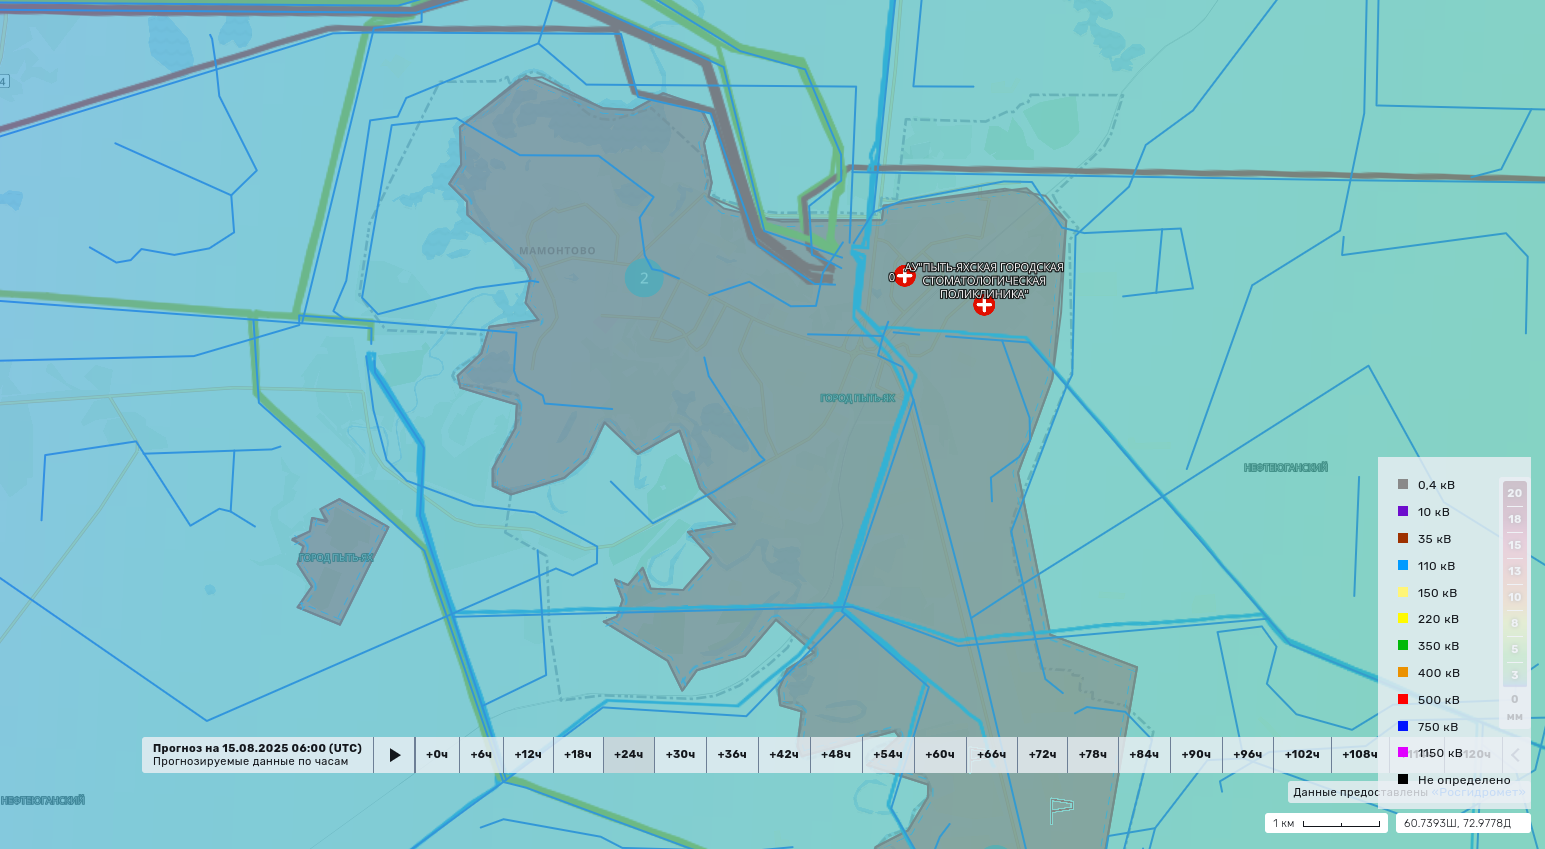 4
МАМОНТОВО
2
0
АУ"ПЫТЬ-ЯХСКАЯ ГОРОДСКАЯ
СТОМАТОЛОГИЧЕСКАЯ
ПОЛИКЛИНИКА"
ГОРОД ПЫТЬ-ЯХ
НЕФТЕЮГАНСКИЙ
ГОРОД ПЫТЬ-ЯХ
НЕФТЕЮГАНСКИЙ
0,4 кВ
10 кВ
35 кВ
110 кВ
150 кВ
220 кВ
350 кВ
400 кВ
500 кВ
750 кВ
1150 кВ
Не определено
20
18
15
13
10
8
5
3
0
мм
Прогноз на 15.08.2025 06:00 (UTC)
Прогнозируемые данные по часам
+0ч +6ч +12ч +18ч +24ч +30ч +36ч +42ч +48ч +54ч +60ч +66ч +72ч +78ч +84ч +90ч +96ч +102ч +108ч
Данные предоставлены «Росгидромет»
1 км
60.7393Ш, 72.9778Д